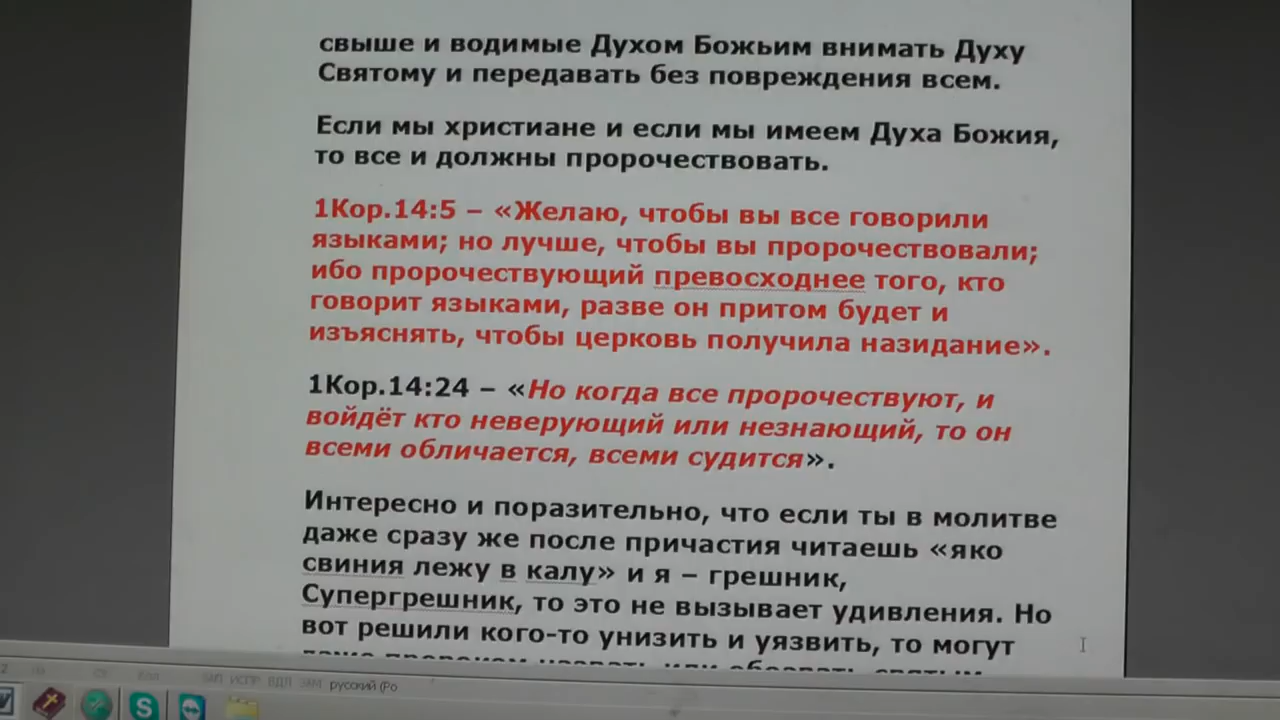 свыше и водимые Духом Божьим внимать Духу
Святому и передавать без повреждения всем.
Если мы христиане и если мы имеем Духа Божия,
то все и должны пророчествовать.
1Кор.14:5 – «Желаю, чтобы вы все говорили
языками; но лучше, чтобы вы пророчествовали;
ибо пророчествующий превосходнее того, кто
говорит языками, разве он притом будет и
изъяснять, чтобы церковь получила назидание».
1Кор.14:24 – «Но когда все пророчествуют, и
войдёт кто неверующий или незнающий, то он
всеми обличается, всеми судится».
Интересно и поразительно, что если ты в молитве
даже сразу же после причастия читаешь «яко
свиния лежу в калу» и я – грешник,
Супергрешник, то это не вызывает удивления. Но
вот решили кого-то унизить и уязвить, то могут
ЗАП ИСПР ВДЛ ЗАМ русский (Ро